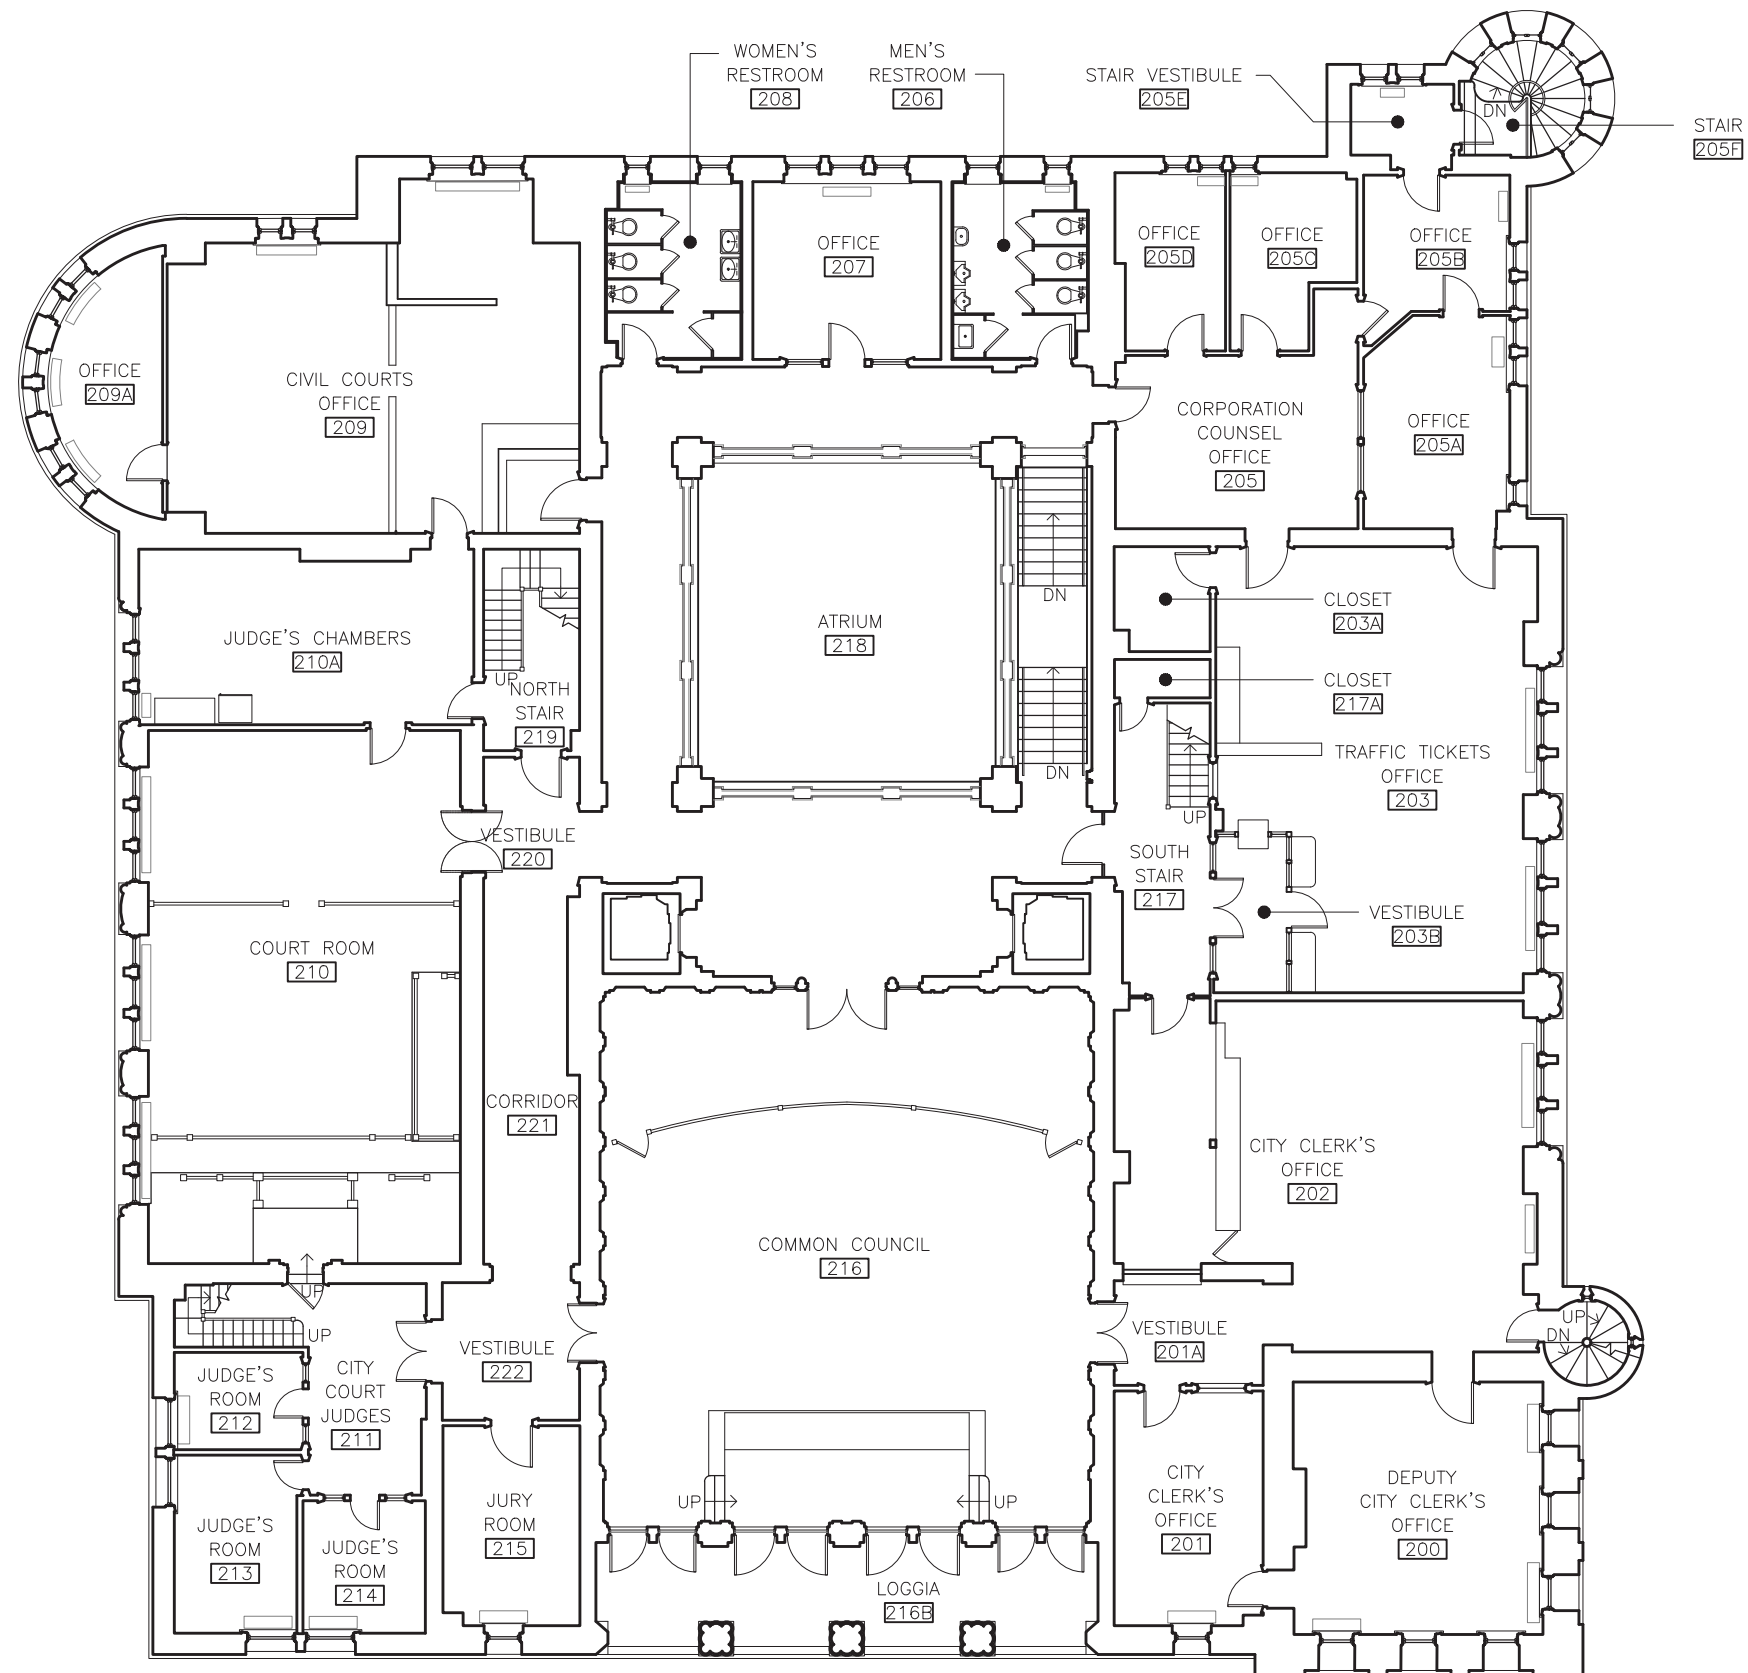 WOMEN'S
RESTROOM
208
MEN'S
RESTROOM
206
STAIR VESTIBULE
205E
DN
STAIR
205F
OFFICE
207
OFFICE
205D
OFFICE
205C
OFFICE
205B
OFFICE
209A
CIVIL COURTS
OFFICE
209
CORPORATION
COUNSEL
OFFICE
205
OFFICE
205A
DN
CLOSET
203A
ATRIUM
218
JUDGE'S CHAMBERS
210A
UP
NORTH
STAIR
219
CLOSET
217A
DN
TRAFFIC TICKETS
OFFICE
203
UP
VESTIBULE
220
SOUTH
STAIR
217
VESTIBULE
203B
COURT ROOM
210
CORRIDOR
221
CITY CLERK'S
OFFICE
202
COMMON COUNCIL
216
UP
UP
VESTIBULE
222
VESTIBULE
201A
UP
DN
JUDGE'S
ROOM
212
CITY
COURT
JUDGES
211
JUDGE'S
ROOM
213
JUDGE'S
ROOM
214
JURY
ROOM
215
UP
UP
CITY
CLERK'S
OFFICE
201
DEPUTY
CITY CLERK'S
OFFICE
200
LOGGIA
216B